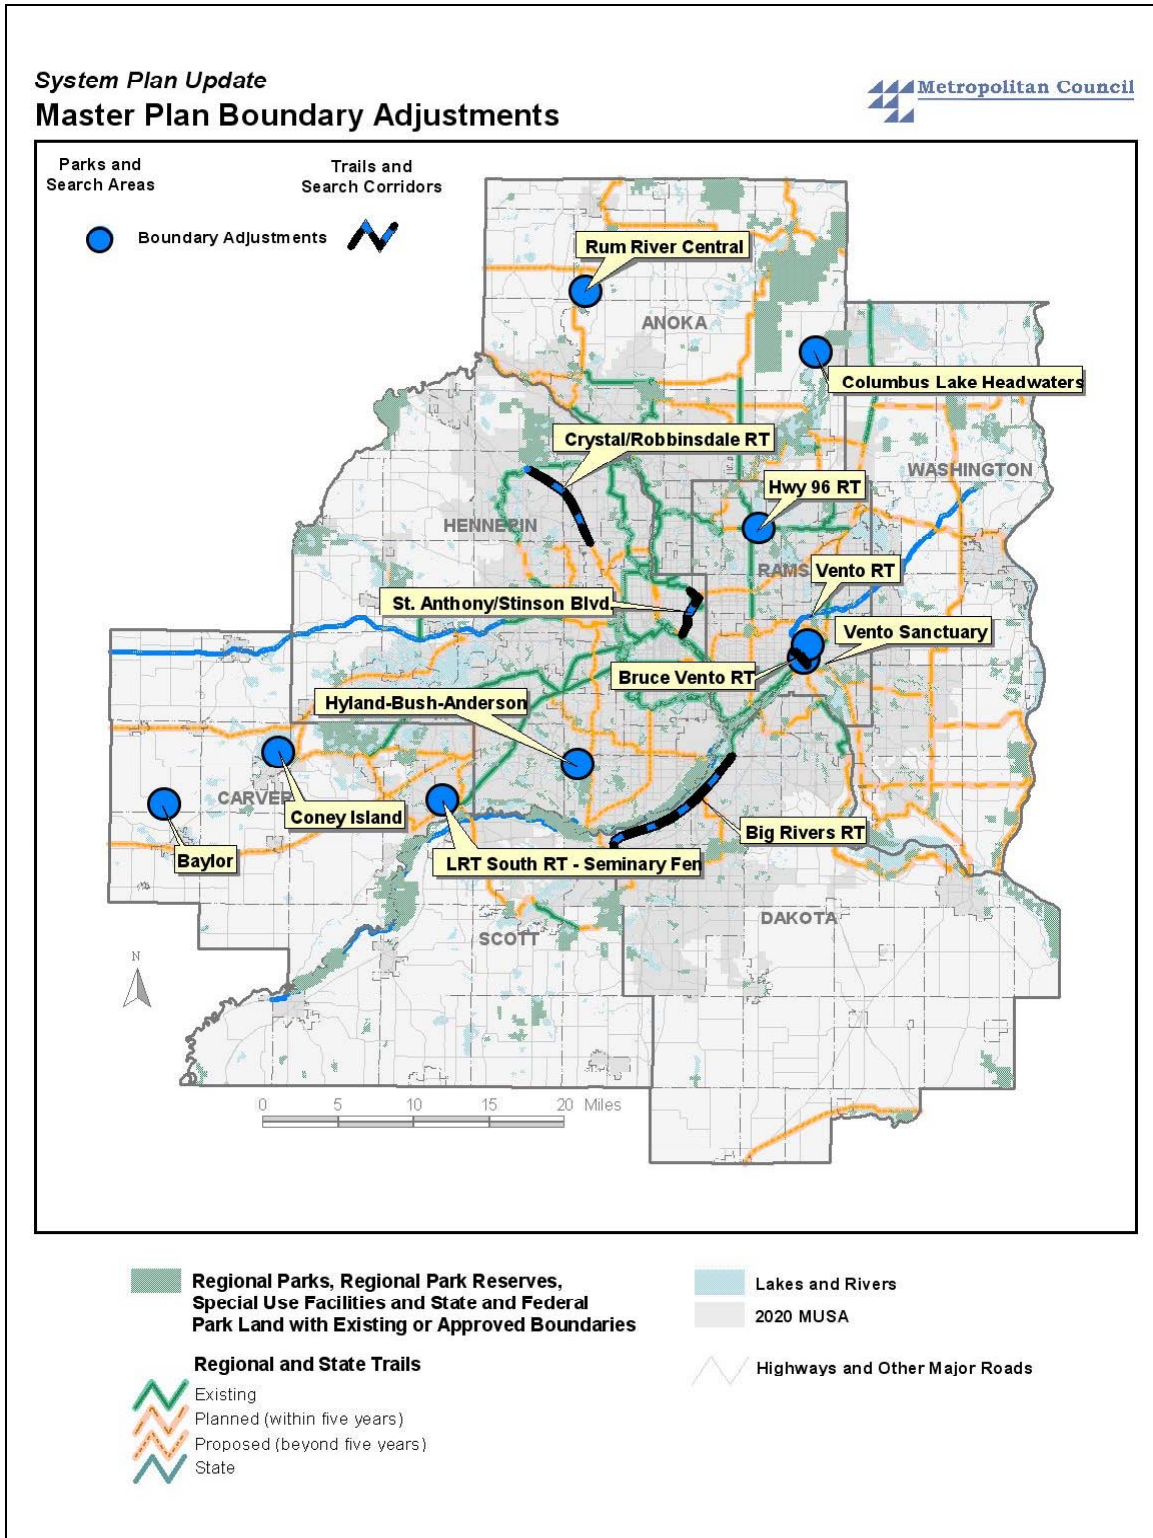 System Plan Update
Master Plan Boundary Adjustments
Metropolitan Council
Parks and
Search Areas
Trails and
Search Corridors
Boundary Adjustments
Rum River Central
ANOKA
Columbus Lake Headwaters
Crystal/Robbinsdale RT
WASHINGTON
Hwy 96 RT
HENNEPIN
RAMS
Vento RT
St. Anthony/Stinson Blvd.
Vento Sanctuary
Bruce Vento RT
Hyland-Bush-Anderson
CARVER
Coney Island
Big Rivers RT
Baylor
LRT South RT - Seminary Fen
DAKOTA
SCOTT
N
0 5 10 15 20 Miles
Regional Parks, Regional Park Reserves,
Special Use Facilities and State and Federal
Park Land with Existing or Approved Boundaries
Lakes and Rivers
2020 MUSA
Regional and State Trails
Highways and Other Major Roads
Existing
Planned (within five years)
Proposed (beyond five years)
State